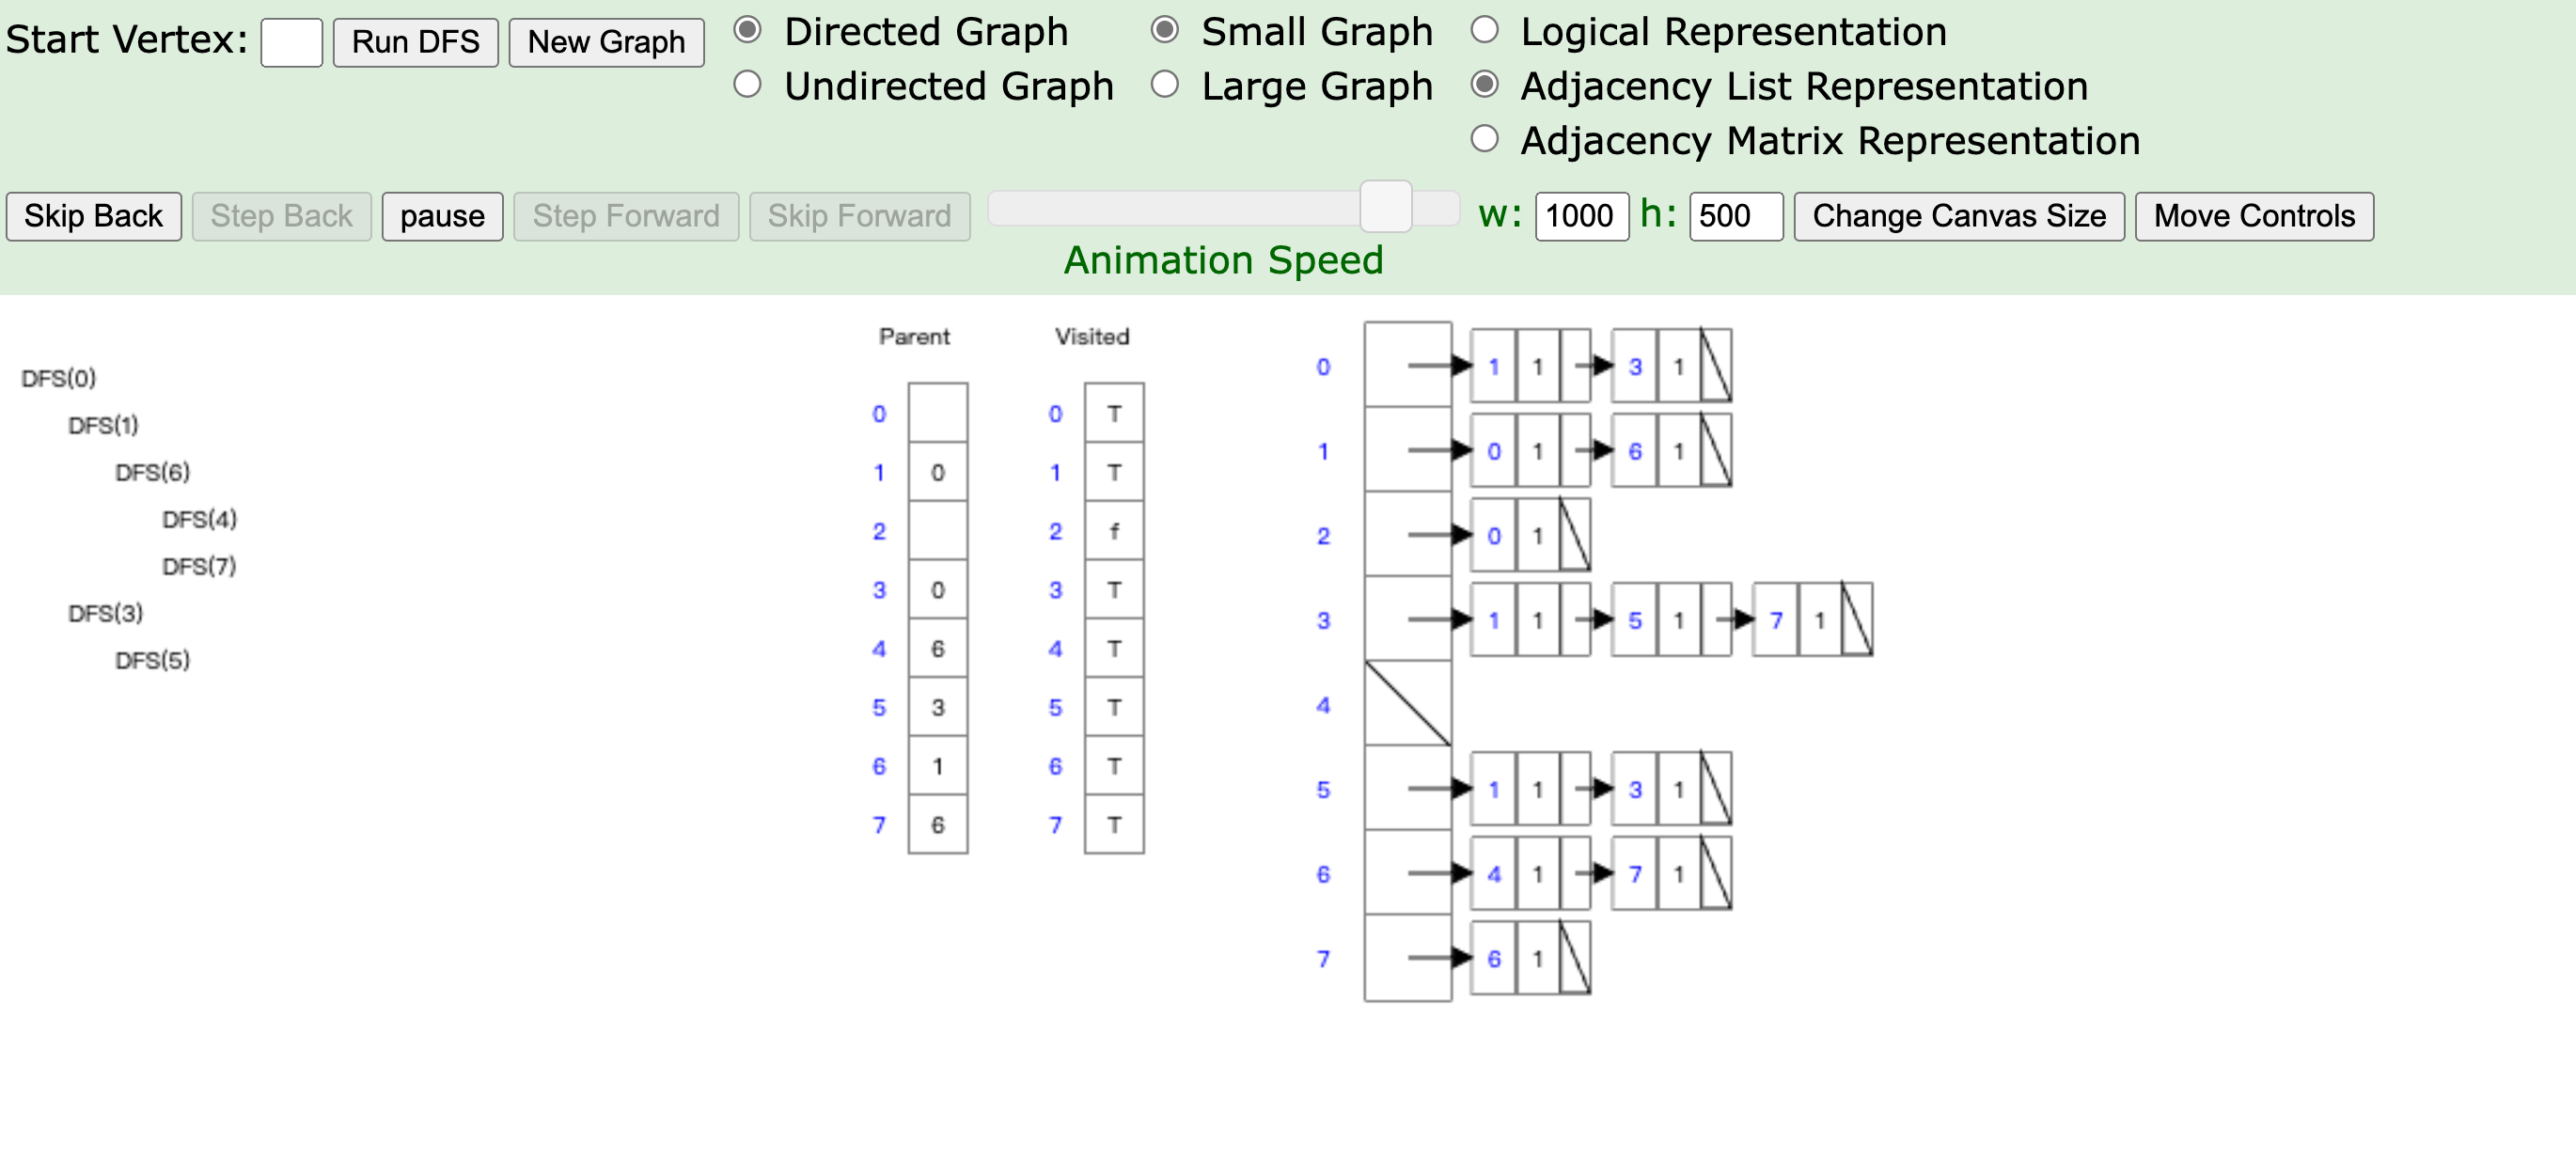 Start Vertex: Run DFS New Graph Directed Graph Small Graph Logical Representation
Undirected Graph Large Graph Adjacency List Representation
Adjacency Matrix Representation
Skip Back Step Back pause Step Forward Skip Forward w: 1000 h: 500 Change Canvas Size Move Controls
Animation Speed
DFS(0)
DFS(1)
DFS(6)
DFS(4)
DFS(7)
DFS(3)
DFS(5)
Parent
0
1 0
2
3 0
4 6
5 3
6 1
7 6
Visited
0 T
1 T
2 f
3 T
4 T
5 T
6 T
7 T
0 1 1 3 1
1 0 1 6 1
2 0 1
3 1 1 5 1 7 1
4
5 1 1 3 1
6 4 1 7 1
7 6 1